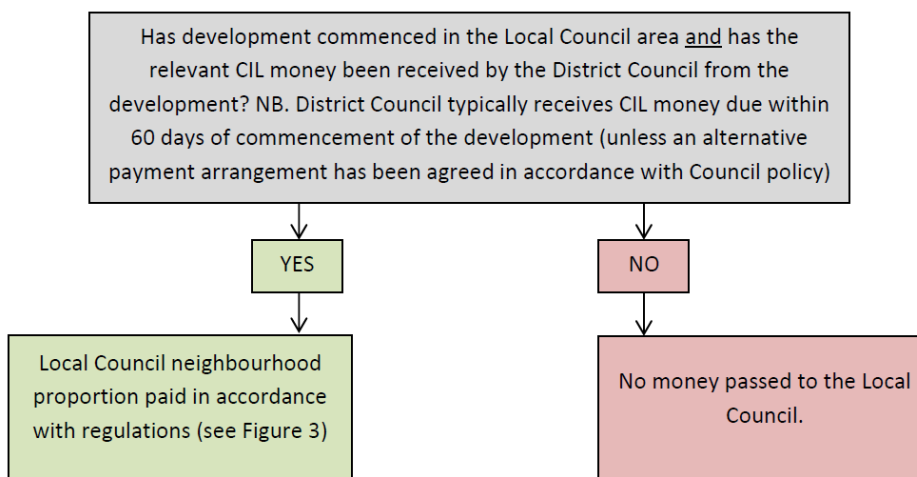 Has development commenced in the Local Council area and has the
relevant CIL money been received by the District Council from the
development? NB. District Council typically receives CIL money due within
60 days of commencement of the development (unless an alternative
payment arrangement has been agreed in accordance with Council policy)
YES
NO
Local Council neighbourhood
proportion paid in accordance
with regulations (see Figure 3)
No money passed to the Local
Council.